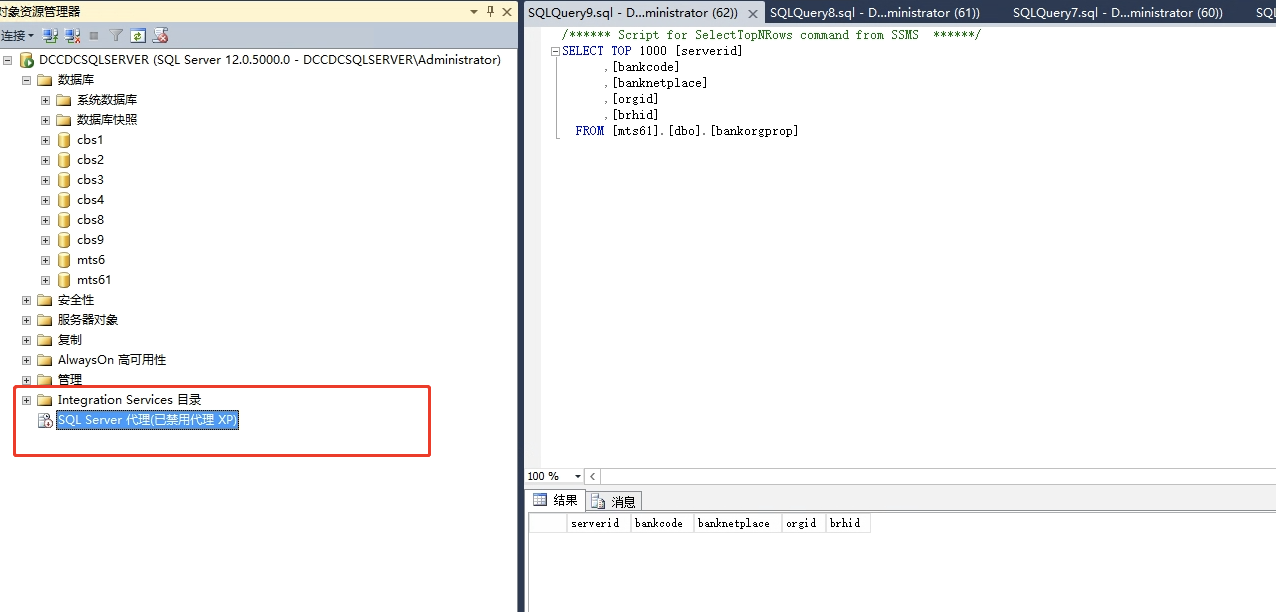 对象资源管理器
连接
DCCDCSQLSERVER (SQL Server 12.0.5000.0 - DCCDCSQLSERVER\Administrator)
数据库
系统数据库
数据库快照
cbs1
cbs2
cbs3
cbs4
cbs8
cbs9
mts6
mts61
安全性
服务器对象
复制
AlwaysOn 高可用性
管理
Integration Services 目录
SQL Server 代理(已禁用代理 XP)
SQLQuery9.sql - D...ministrator (62))
SQLQuery8.sql - D...ministrator (61))
SQLQuery7.sql - D...ministrator (60))
SQL
/****** Script for SelectTopNRows command from SSMS  ******/
SELECT TOP 1000 [serverid]
,[bankcode]
,[banknetplace]
,[orgid]
,[brhid]
FROM [mts61].[dbo].[bankorgprop]
100 %
结果 消息
serverid bankcode banknetplace orgid brhid